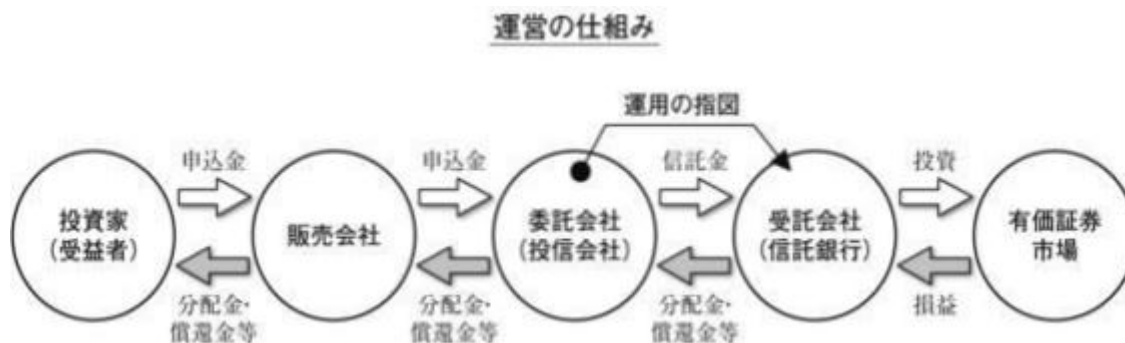 運営の仕組み
運用の指図
申込金
申込金
信託金
投資
投資家
(受益者)
販売会社
委託会社
(投信会社)
受託会社
(信託銀行)
有価証券
市場
分配金・
償還金等
分配金・
償還金等
分配金・
償還金等
損益